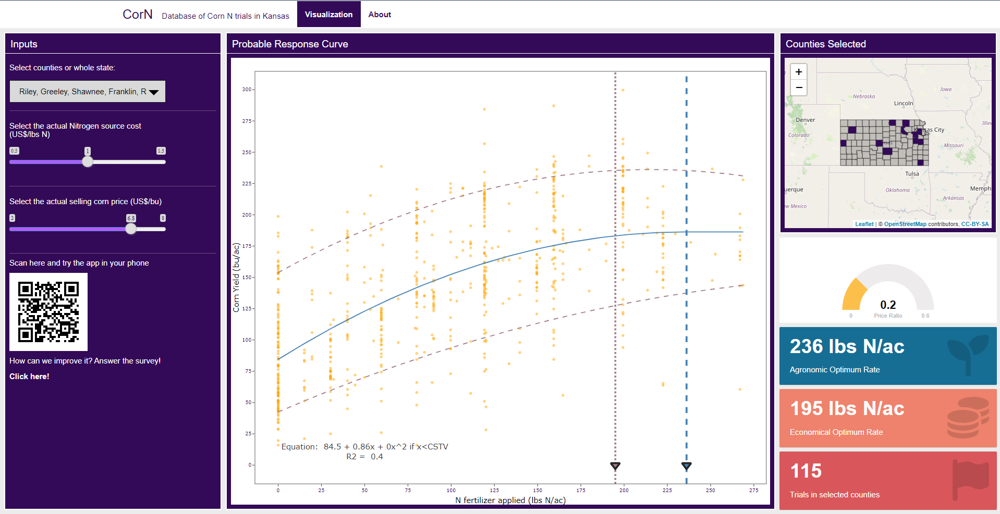 CorN Database of Corn N trials in Kansas Visualization About
Inputs
Select counties or whole state:
Riley, Greeley, Shawnee, Franklin, R
Select the actual Nitrogen source cost
(US$/lbs N)
0.5 1 1.5
Select the actual selling corn price (US$/bu)
2 6.8 8
Scan here and try the app in your phone
How can we improve it? Answer the survey!
Click here!
Probable Response Curve
Corn Yield (bu/ac)
300
275
250
225
200
175
150
125
100
75
50
25
0
Equation: 84.5 + 0.86x + 0x^2 if x<CSTV
R2 = 0.4
0 25 50 75 100 125 150 175 200 225 250 275
N fertilizer applied (lbs N/ac)
Counties Selected
+
−
Nebraska
Iowa
Lincoln
Denver
Illin
Colorado
Kansas City
nsas
Missouri
Tulsa
uerque
Oklahoma
Memph
Arkansas
ew Mexico
Leaflet | © OpenStreetMap contributors, CC-BY-SA
0.2
0 Price Ratio 0.6
236 lbs N/ac
Agronomic Optimum Rate
195 lbs N/ac
Economical Optimum Rate
115
Trials in selected counties